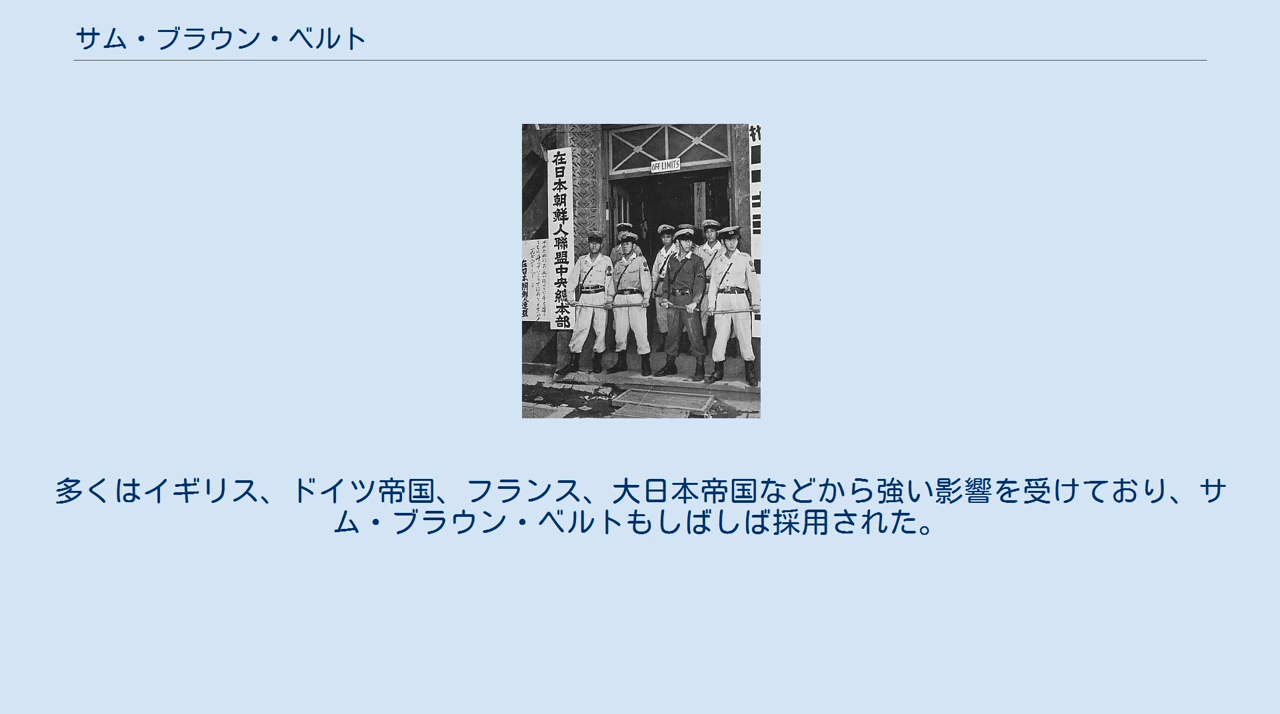 サム・ブラウン・ベルト
OFF LIMITS
在日本朝鮮人聯盟中央総本部
多くはイギリス、ドイツ帝国、フランス、大日本帝国などから強い影響を受けており、サ
ム・ブラウン・ベルトもしばしば採用された。